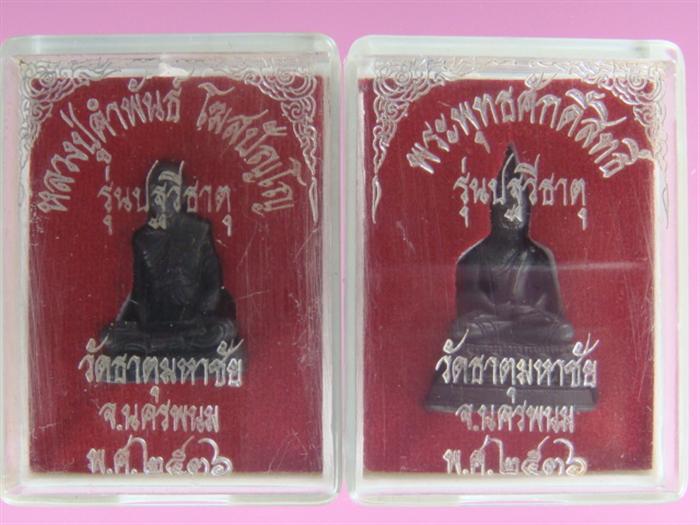 หลวงปู่คำพันธ์ โฆสปัญโญ
รุ่นปฐวีธาตุ
วัดธาตุมหาชัย
จ.นครพนม
พ.ศ.๒๕๓๖
พระพุทธศักดิ์สิทธิ์
รุ่นปฐวีธาตุ
วัดธาตุมหาชัย
จ.นครพนม
พ.ศ.๒๕๓๖